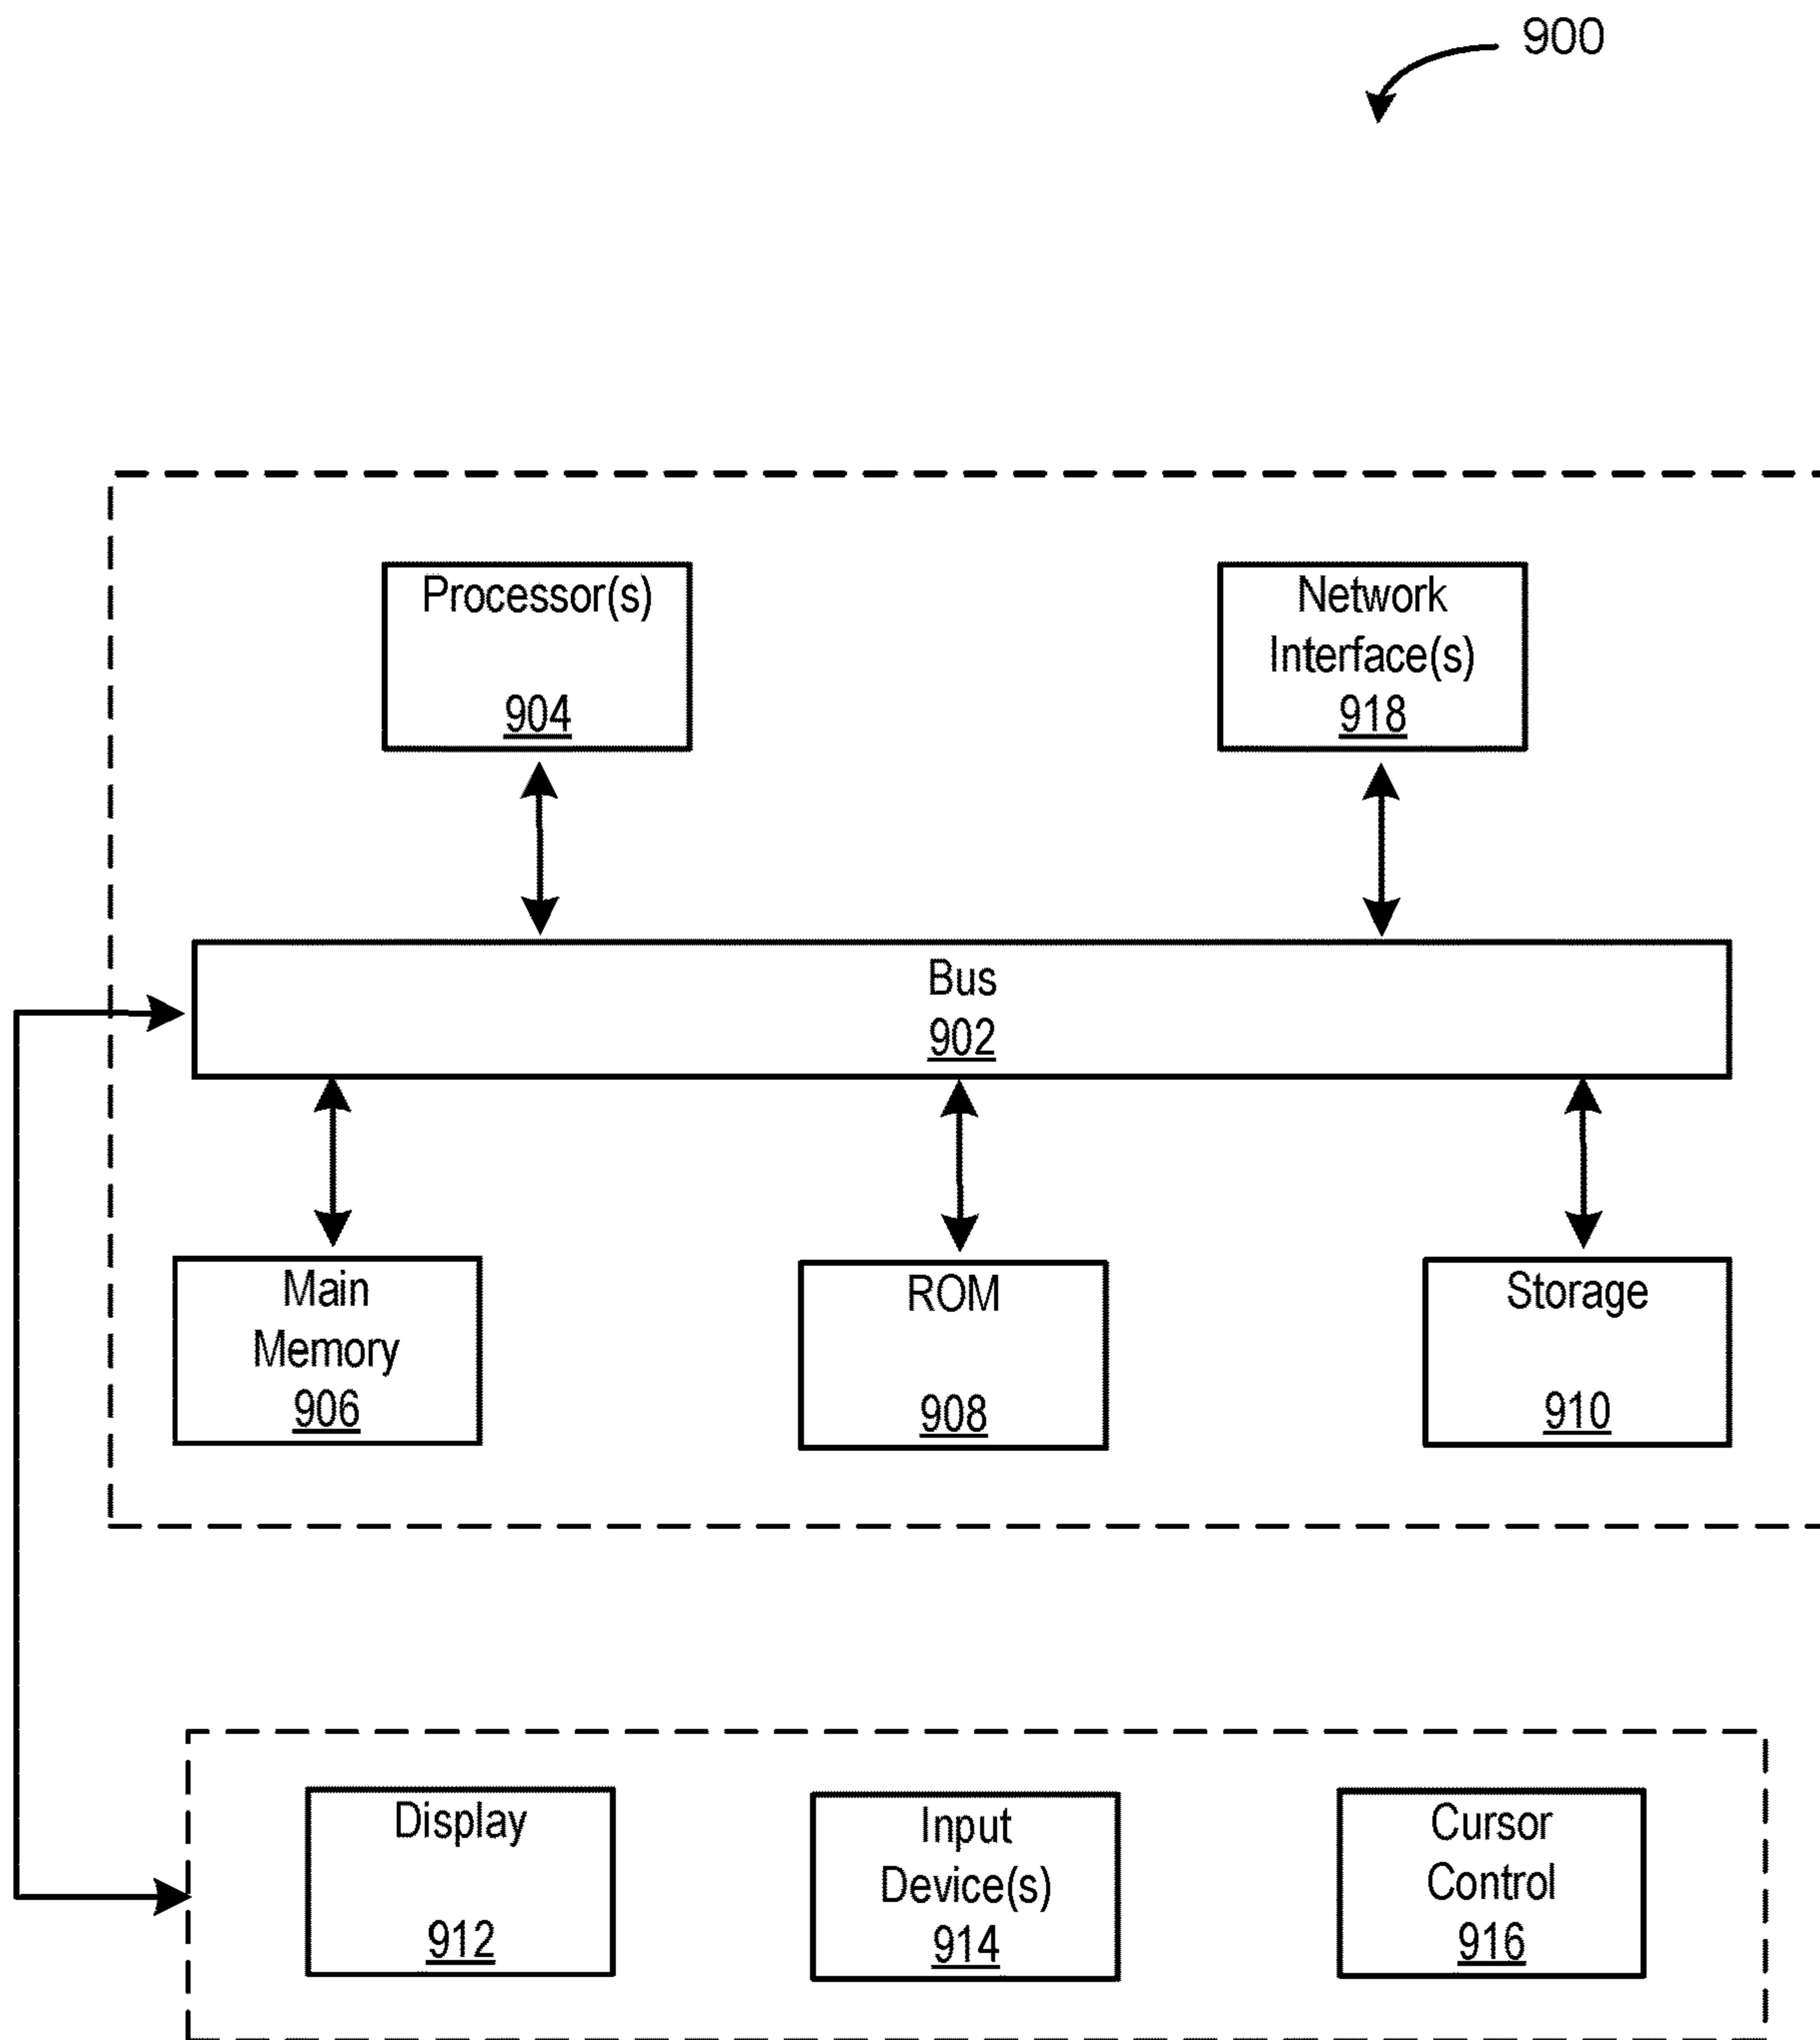 900
Processor(s)
904
Network
Interface(s)
918
Bus
902
Main
Memory
906
ROM
908
Storage
910
Display
912
Input
Device(s)
914
Cursor
Control
916